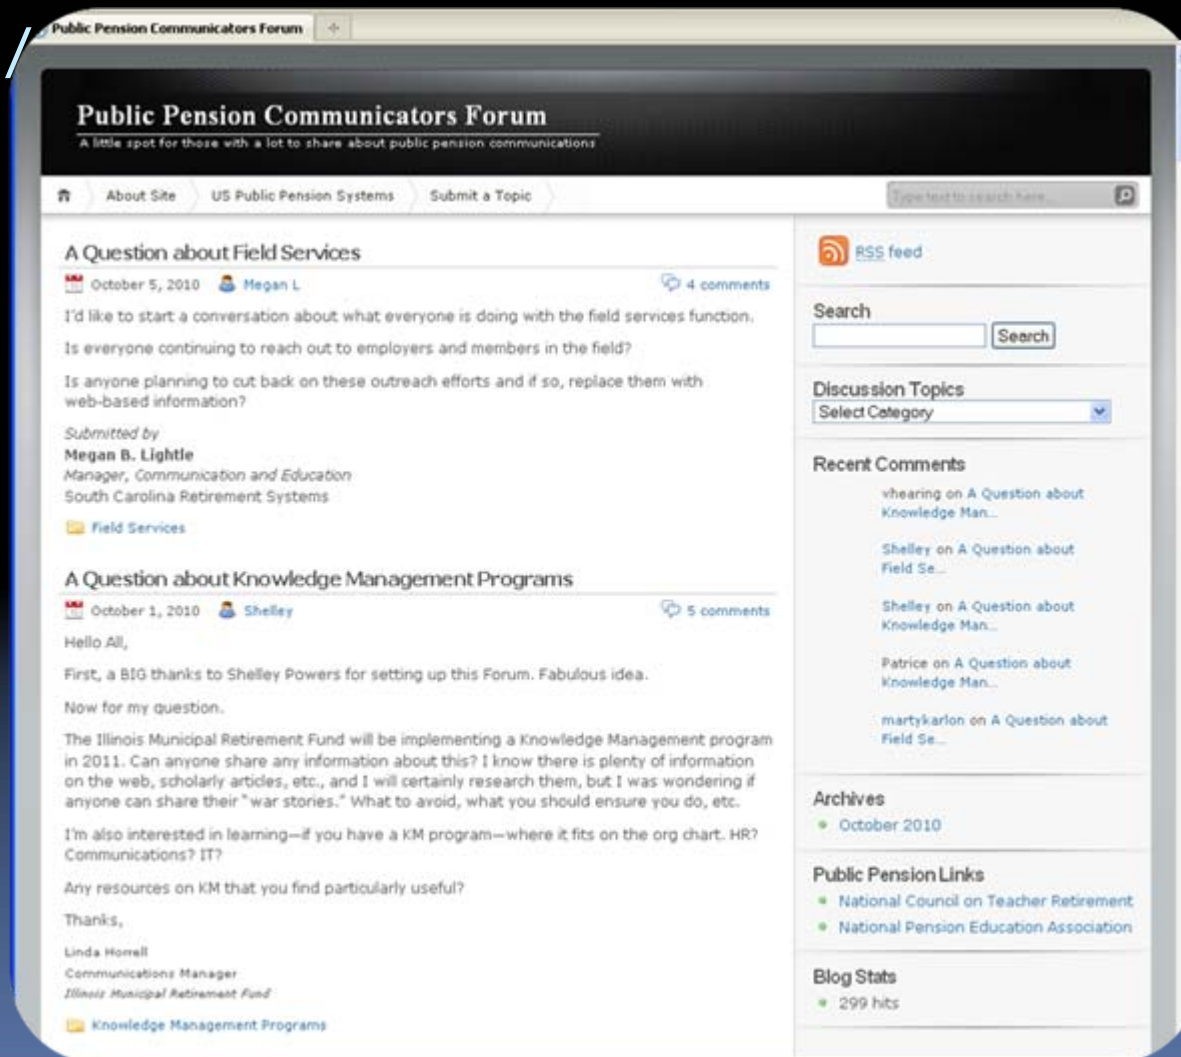 /
Public Pension Communicators Forum
Public Pension Communicators Forum
A little spot for those with a lot to share about public pension communications
About Site
US Public Pension Systems
Submit a Topic
Type text to search here...
A Question about Field Services
October 5, 2010 Megan L 4 comments
I'd like to start a conversation about what everyone is doing with the field services function.
Is everyone continuing to reach out to employers and members in the field?
Is anyone planning to cut back on these outreach efforts and if so, replace them with
web-based information?
Submitted by
Megan B. Lightle
Manager, Communication and Education
South Carolina Retirement Systems
Field Services
A Question about Knowledge Management Programs
October 1, 2010 Shelley 5 comments
Hello All,
First, a BIG thanks to Shelley Powers for setting up this Forum. Fabulous idea.
Now for my question.
The Illinois Municipal Retirement Fund will be implementing a Knowledge Management program
in 2011. Can anyone share any information about this? I know there is plenty of information
on the web, scholarly articles, etc., and I will certainly research them, but I was wondering if
anyone can share their "war stories." What to avoid, what you should ensure you do, etc.
I'm also interested in learning—if you have a KM program—where it fits on the org chart. HR?
Communications? IT?
Any resources on KM that you find particularly useful?
Thanks,
Linda Horrell
Communications Manager
Illinois Municipal Retirement Fund
Knowledge Management Programs
RSS feed
Search
Search
Discussion Topics
Select Category
Recent Comments
vhearing on A Question about
Knowledge Man...
Shelley on A Question about
Field Se...
Shelley on A Question about
Knowledge Man...
Patrice on A Question about
Knowledge Man...
martykarlon on A Question about
Field Se...
Archives
October 2010
Public Pension Links
National Council on Teacher Retirement
National Pension Education Association
Blog Stats
299 hits